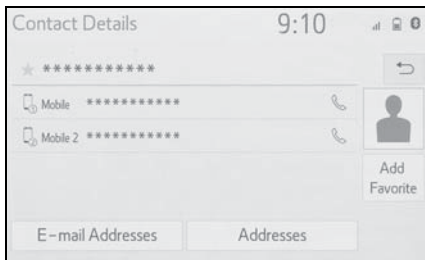 Contact Details 9:10
***********
Mobile ***********
Mobile 2 ***********
Add
Favorite
E-mail Addresses Addresses